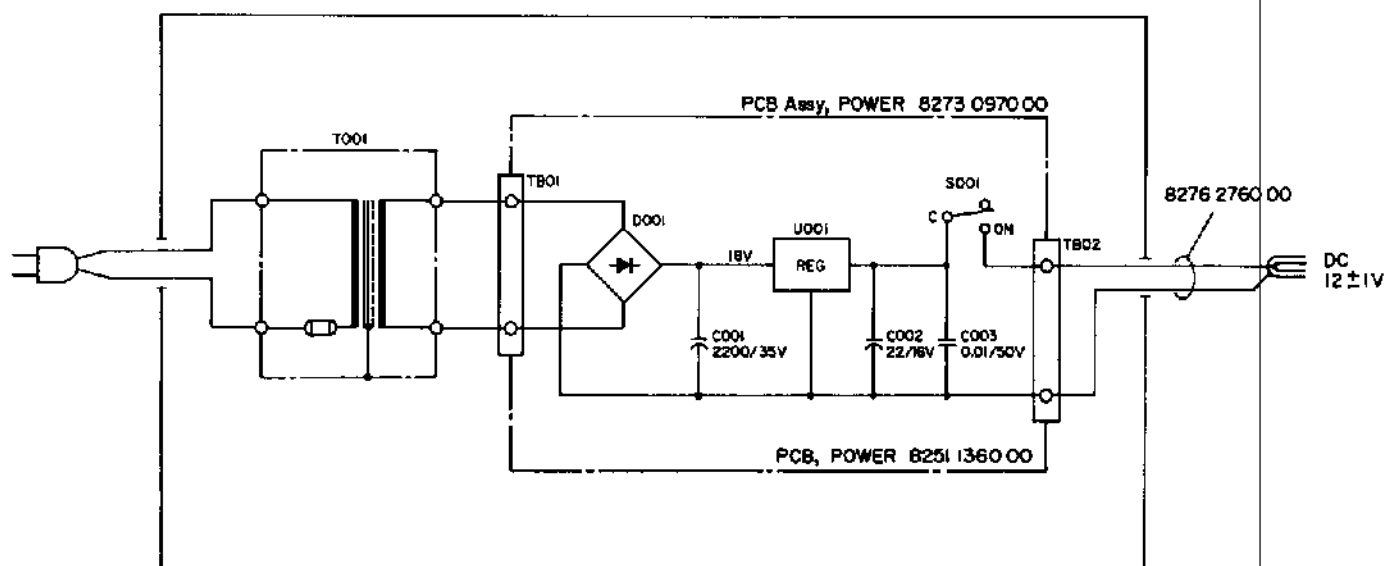 PCB Assy, POWER 8273 0970 00
T001
TB01
S001
8276 2760 00
D001
C
ON
U001
TB02
18V
REG
DC
12±1V
C001
2200/35V
C002
22/16V
C003
0.01/50V
PCB, POWER 8251 1360 00